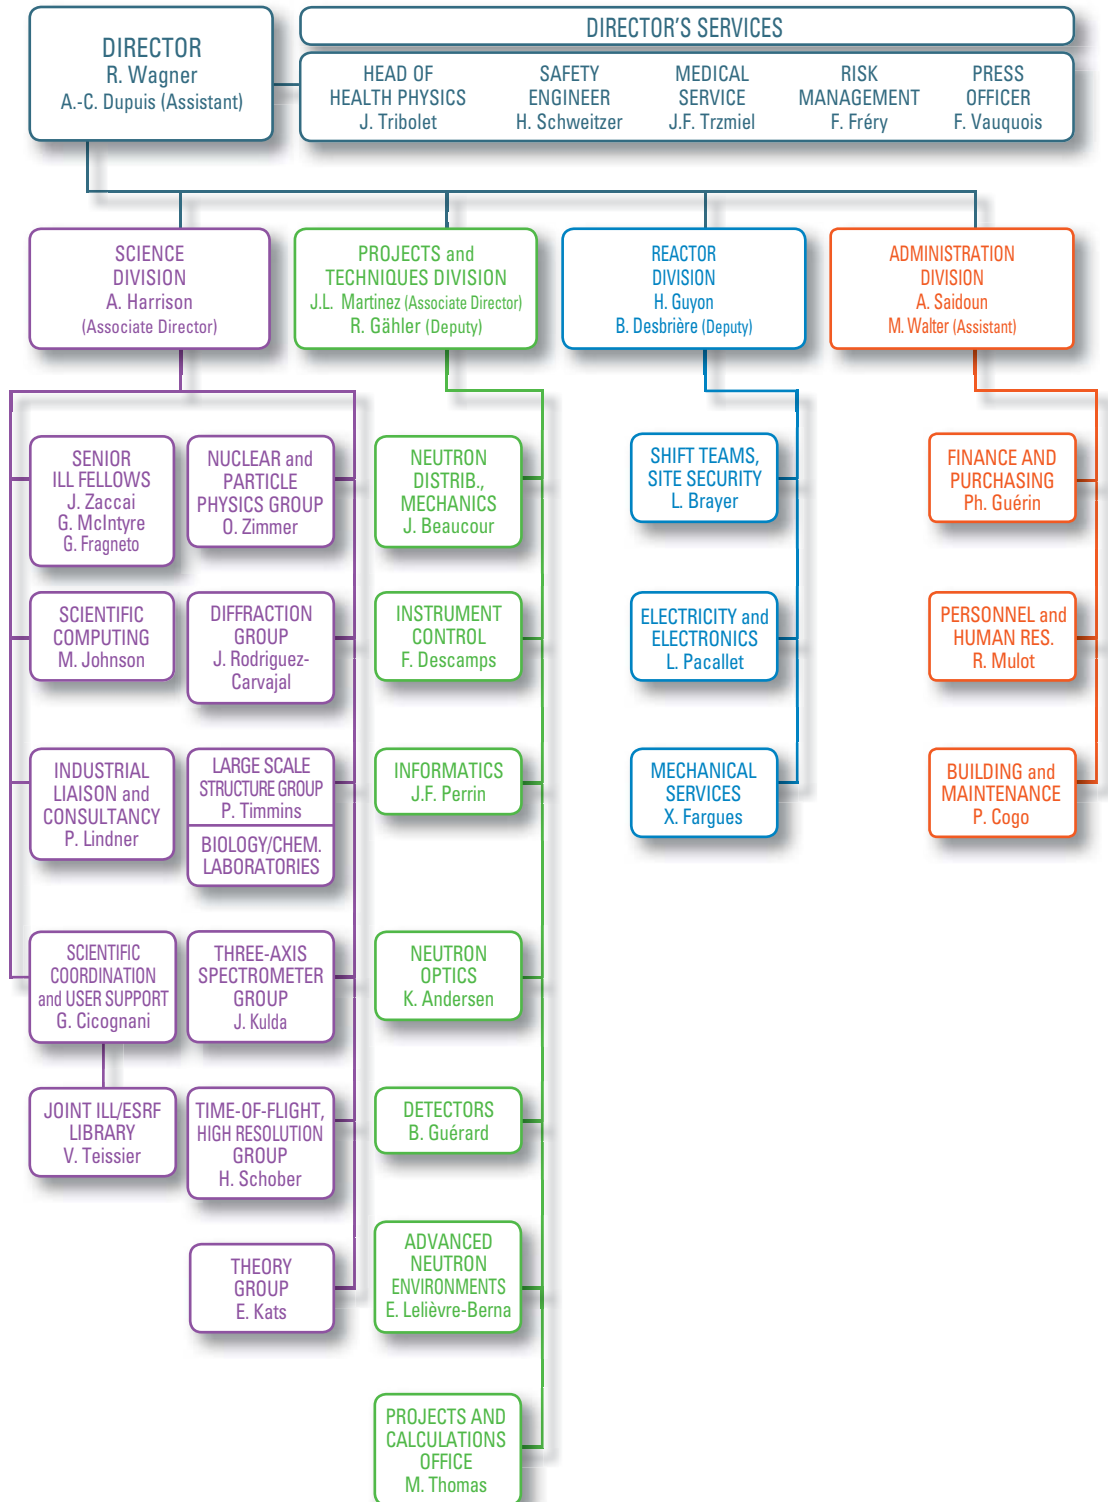 DIRECTOR
R. Wagner
A.-C. Dupuis (Assistant)
DIRECTOR'S SERVICES
HEAD OF
HEALTH PHYSICS
J. Tribolet
SAFETY
ENGINEER
H. Schweitzer
MEDICAL
SERVICE
J.F. Trzmiel
RISK
MANAGEMENT
F. Fréry
PRESS
OFFICER
F. Vauquois
SCIENCE
DIVISION
A. Harrison
(Associate Director)
PROJECTS and
TECHNIQUES DIVISION
J.L. Martinez (Associate Director)
R. Gähler (Deputy)
REACTOR
DIVISION
H. Guyon
B. Desbrière (Deputy)
ADMINISTRATION
DIVISION
A. Saidoun
M. Walter (Assistant)
SENIOR
ILL FELLOWS
J. Zaccai
G. McIntyre
G. Fragneto
SCIENTIFIC
COMPUTING
M. Johnson
INDUSTRIAL
LIAISON and
CONSULTANCY
P. Lindner
SCIENTIFIC
COORDINATION
and USER SUPPORT
G. Cicognani
JOINT ILL/ESRF
LIBRARY
V. Teissier
NUCLEAR and
PARTICLE
PHYSICS GROUP
O. Zimmer
DIFFRACTION
GROUP
J. Rodriguez-
Carvajal
LARGE SCALE
STRUCTURE GROUP
P. Timmins
BIOLOGY/CHEM.
LABORATORIES
THREE-AXIS
SPECTROMETER
GROUP
J. Kulda
TIME-OF-FLIGHT,
HIGH RESOLUTION
GROUP
H. Schober
THEORY
GROUP
E. Kats
NEUTRON
DISTRIB.,
MECHANICS
J. Beaucour
INSTRUMENT
CONTROL
F. Descamps
INFORMATICS
J.F. Perrin
NEUTRON
OPTICS
K. Andersen
DETECTORS
B. Guérard
ADVANCED
NEUTRON
ENVIRONMENTS
E. Lelièvre-Berna
PROJECTS AND
CALCULATIONS
OFFICE
M. Thomas
SHIFT TEAMS,
SITE SECURITY
L. Brayer
ELECTRICITY and
ELECTRONICS
L. Pacallet
MECHANICAL
SERVICES
X. Fargues
FINANCE AND
PURCHASING
Ph. Guérin
PERSONNEL and
HUMAN RES.
R. Mulot
BUILDING and
MAINTENANCE
P. Cogo